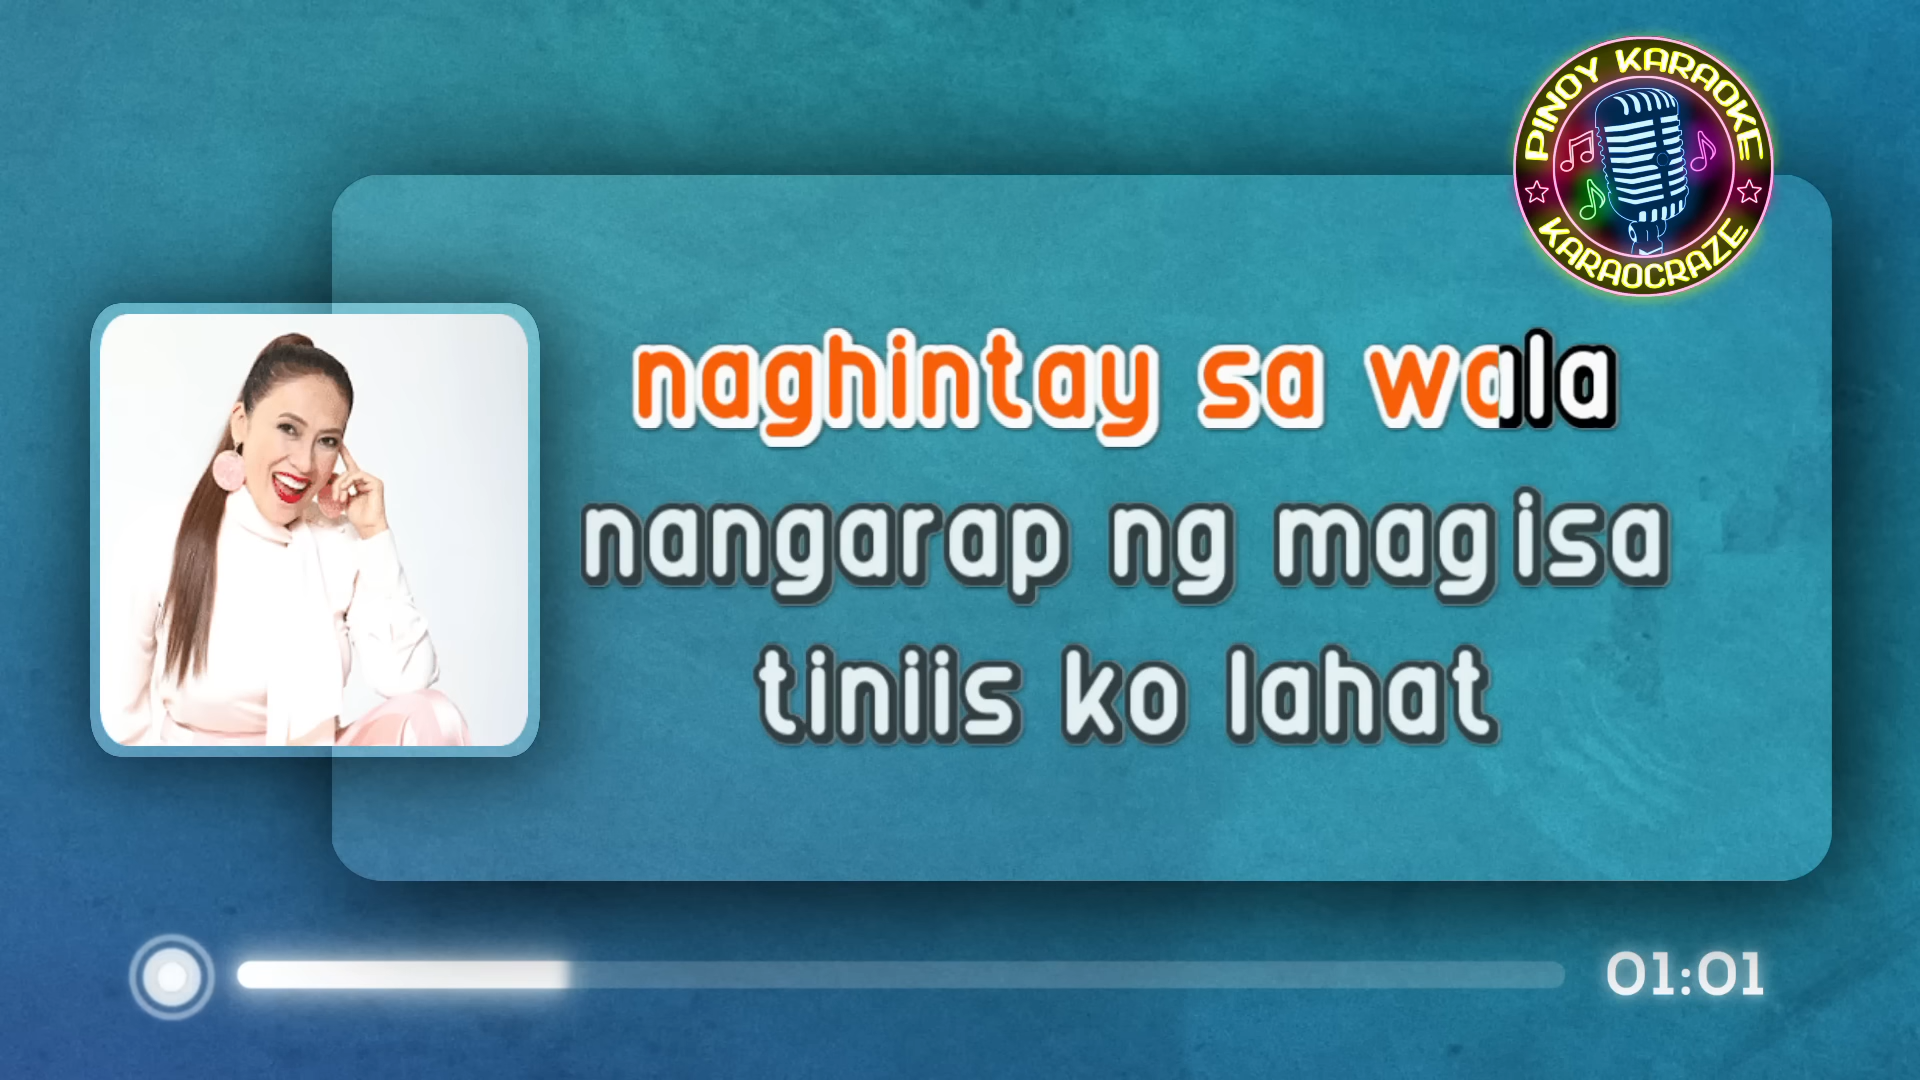 PINOY KARAOKE
KARAOCRAZE
naghintay sa wala
nangarap ng mag isa
tiniis ko lahat
01:01